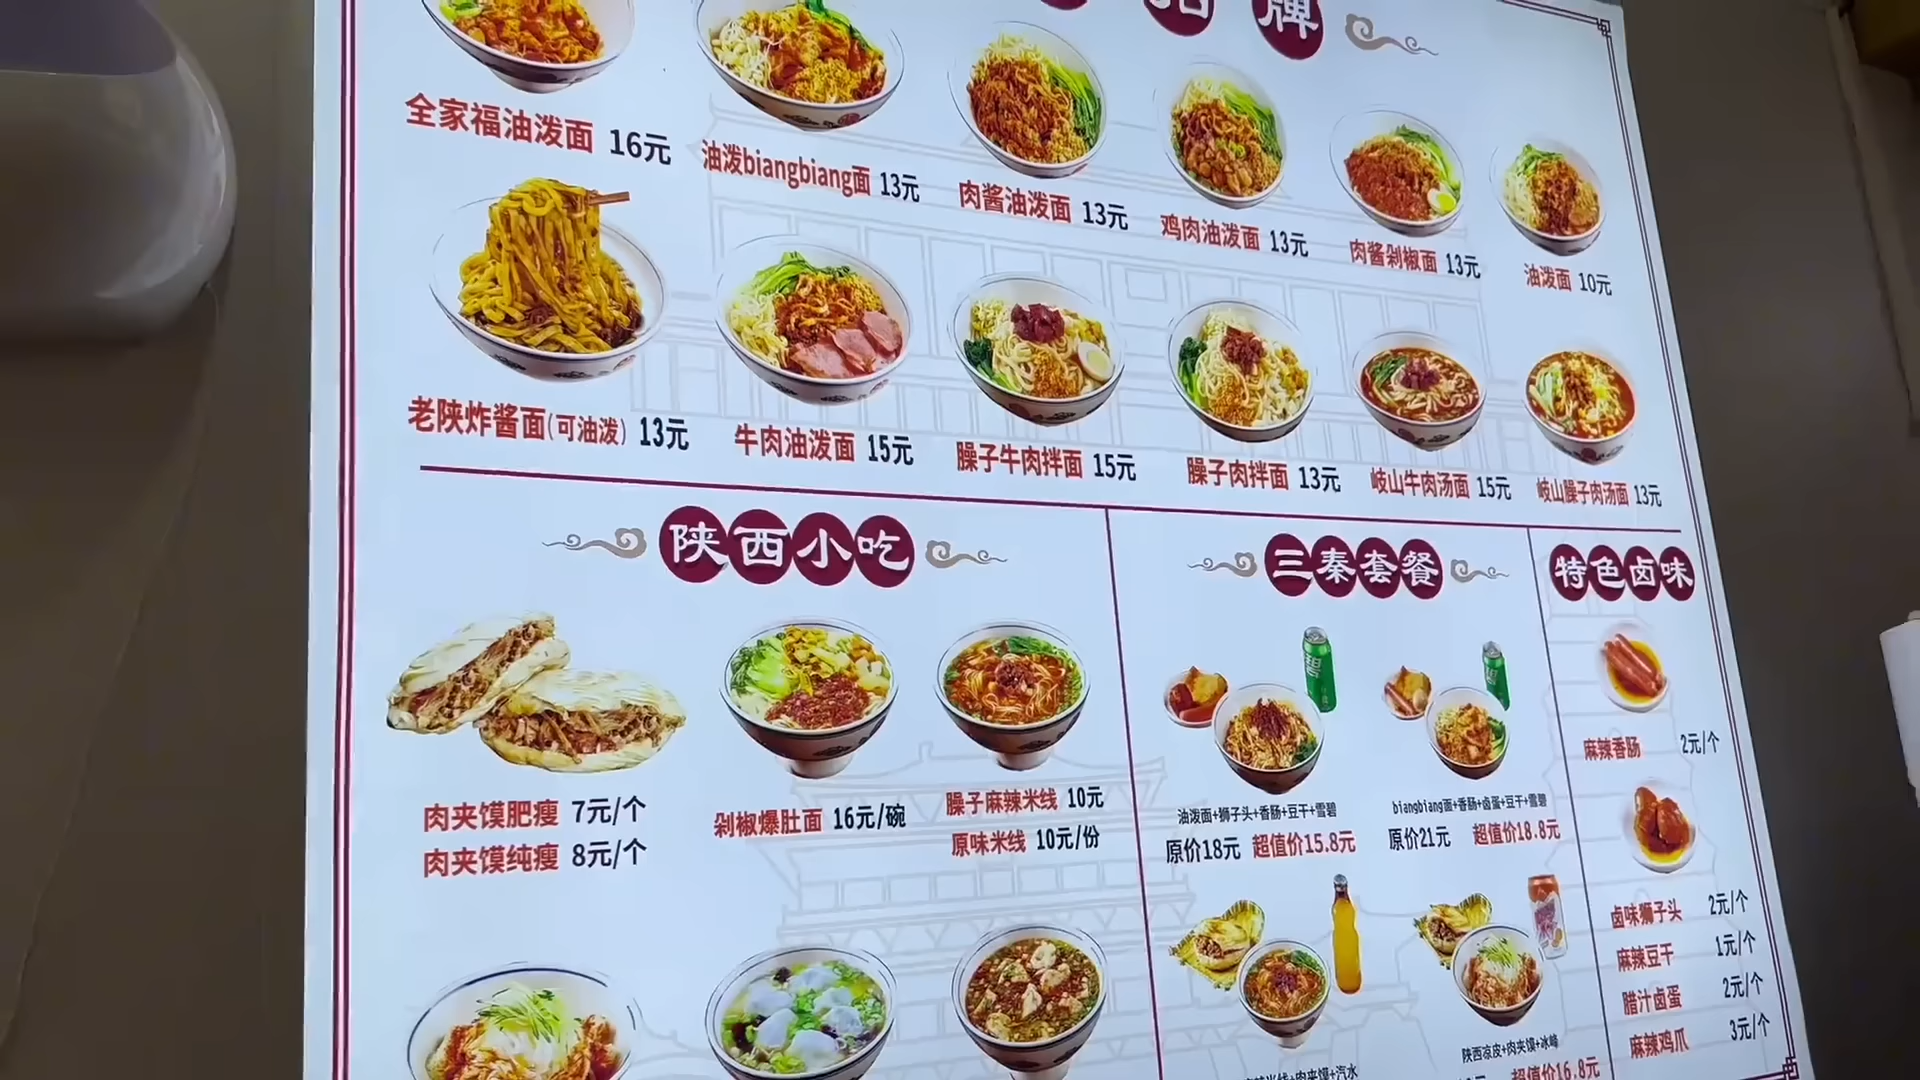 招牌
全家福油泼面 16元
油泼biangbiang面 13元
肉酱油泼面 13元
鸡肉油泼面 13元
肉酱剁椒面 13元
油泼面 10元
老陕炸酱面(可油泼) 13元
牛肉油泼面 15元
臊子牛肉拌面 15元
臊子肉拌面 13元
岐山牛肉汤面 15元
岐山臊子肉汤面 13元
陕西小吃
肉夹馍肥瘦 7元/个
肉夹馍纯瘦 8元/个
剁椒爆肚面 16元/碗
臊子麻辣米线 10元
原味米线 10元/份
三秦套餐
油泼面+狮子头+香肠+豆干+雪碧
原价18元 超值价15.8元
biangbiang面+香肠+卤蛋+豆干+雪碧
原价21元 超值价18.8元
米线+肉夹馍+汽水
陕西凉皮+肉夹馍+冰峰
超值价16.8元
特色卤味
麻辣香肠 2元/个
卤味狮子头 2元/个
麻辣豆干 1元/个
腊汁卤蛋 2元/个
麻辣鸡爪 3元/个